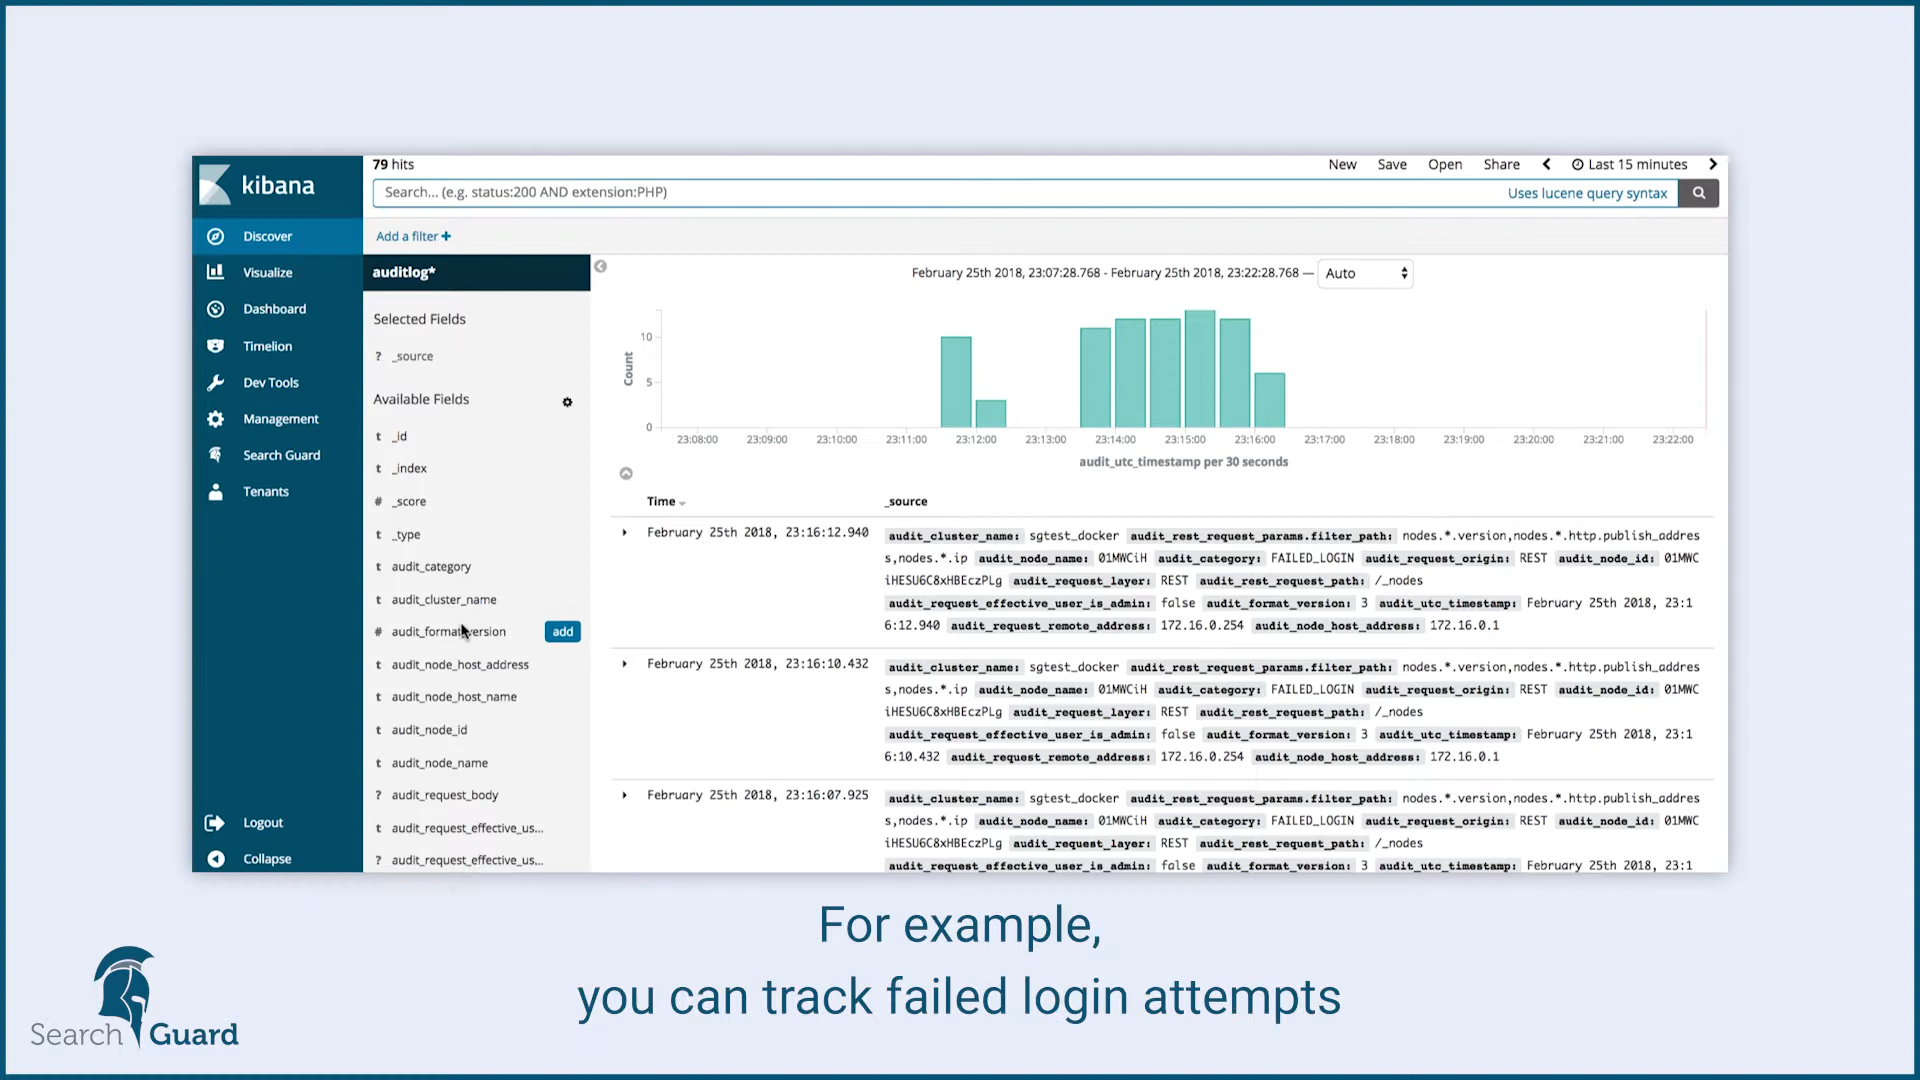 79 hits
New Save Open Share Last 15 minutes
kibana
Search... (e.g. status:200 AND extension:PHP) Uses lucene query syntax
Discover
Visualize
Dashboard
Timelion
Dev Tools
Management
Search Guard
Tenants
Logout
Collapse
Add a filter +
auditlog*
Selected Fields
? _source
Available Fields
t _id
t _index
# _score
t _type
t audit_category
t audit_cluster_name
# audit_format_version add
t audit_node_host_address
t audit_node_host_name
t audit_node_id
t audit_node_name
? audit_request_body
t audit_request_effective_us...
? audit_request_effective_us...
February 25th 2018, 23:07:28.768 - February 25th 2018, 23:22:28.768 — Auto
Count
10
5
0
23:08:00 23:09:00 23:10:00 23:11:00 23:12:00 23:13:00 23:14:00 23:15:00 23:16:00 23:17:00 23:18:00 23:19:00 23:20:00 23:21:00 23:22:00
audit_utc_timestamp per 30 seconds
Time _source
February 25th 2018, 23:16:12.940 audit_cluster_name: sgtest_docker audit_rest_request_params.filter_path: nodes.*.version,nodes.*.http.publish_addres
s,nodes.*.ip audit_node_name: 01MWCiH audit_category: FAILED_LOGIN audit_request_origin: REST audit_node_id: 01MWC
iHESU6C8xHBEczPLg audit_request_layer: REST audit_rest_request_path: /_nodes
audit_request_effective_user_is_admin: false audit_format_version: 3 audit_utc_timestamp: February 25th 2018, 23:1
6:12.940 audit_request_remote_address: 172.16.0.254 audit_node_host_address: 172.16.0.1
February 25th 2018, 23:16:10.432 audit_cluster_name: sgtest_docker audit_rest_request_params.filter_path: nodes.*.version,nodes.*.http.publish_addres
s,nodes.*.ip audit_node_name: 01MWCiH audit_category: FAILED_LOGIN audit_request_origin: REST audit_node_id: 01MWC
iHESU6C8xHBEczPLg audit_request_layer: REST audit_rest_request_path: /_nodes
audit_request_effective_user_is_admin: false audit_format_version: 3 audit_utc_timestamp: February 25th 2018, 23:1
6:10.432 audit_request_remote_address: 172.16.0.254 audit_node_host_address: 172.16.0.1
February 25th 2018, 23:16:07.925 audit_cluster_name: sgtest_docker audit_rest_request_params.filter_path: nodes.*.version,nodes.*.http.publish_addres
s,nodes.*.ip audit_node_name: 01MWCiH audit_category: FAILED_LOGIN audit_request_origin: REST audit_node_id: 01MWC
iHESU6C8xHBEczPLg audit_request_layer: REST audit_rest_request_path: /_nodes
audit_request_effective_user_is_admin: false audit_format_version: 3 audit_utc_timestamp: February 25th 2018, 23:1
For example,
you can track failed login attempts
Search Guard